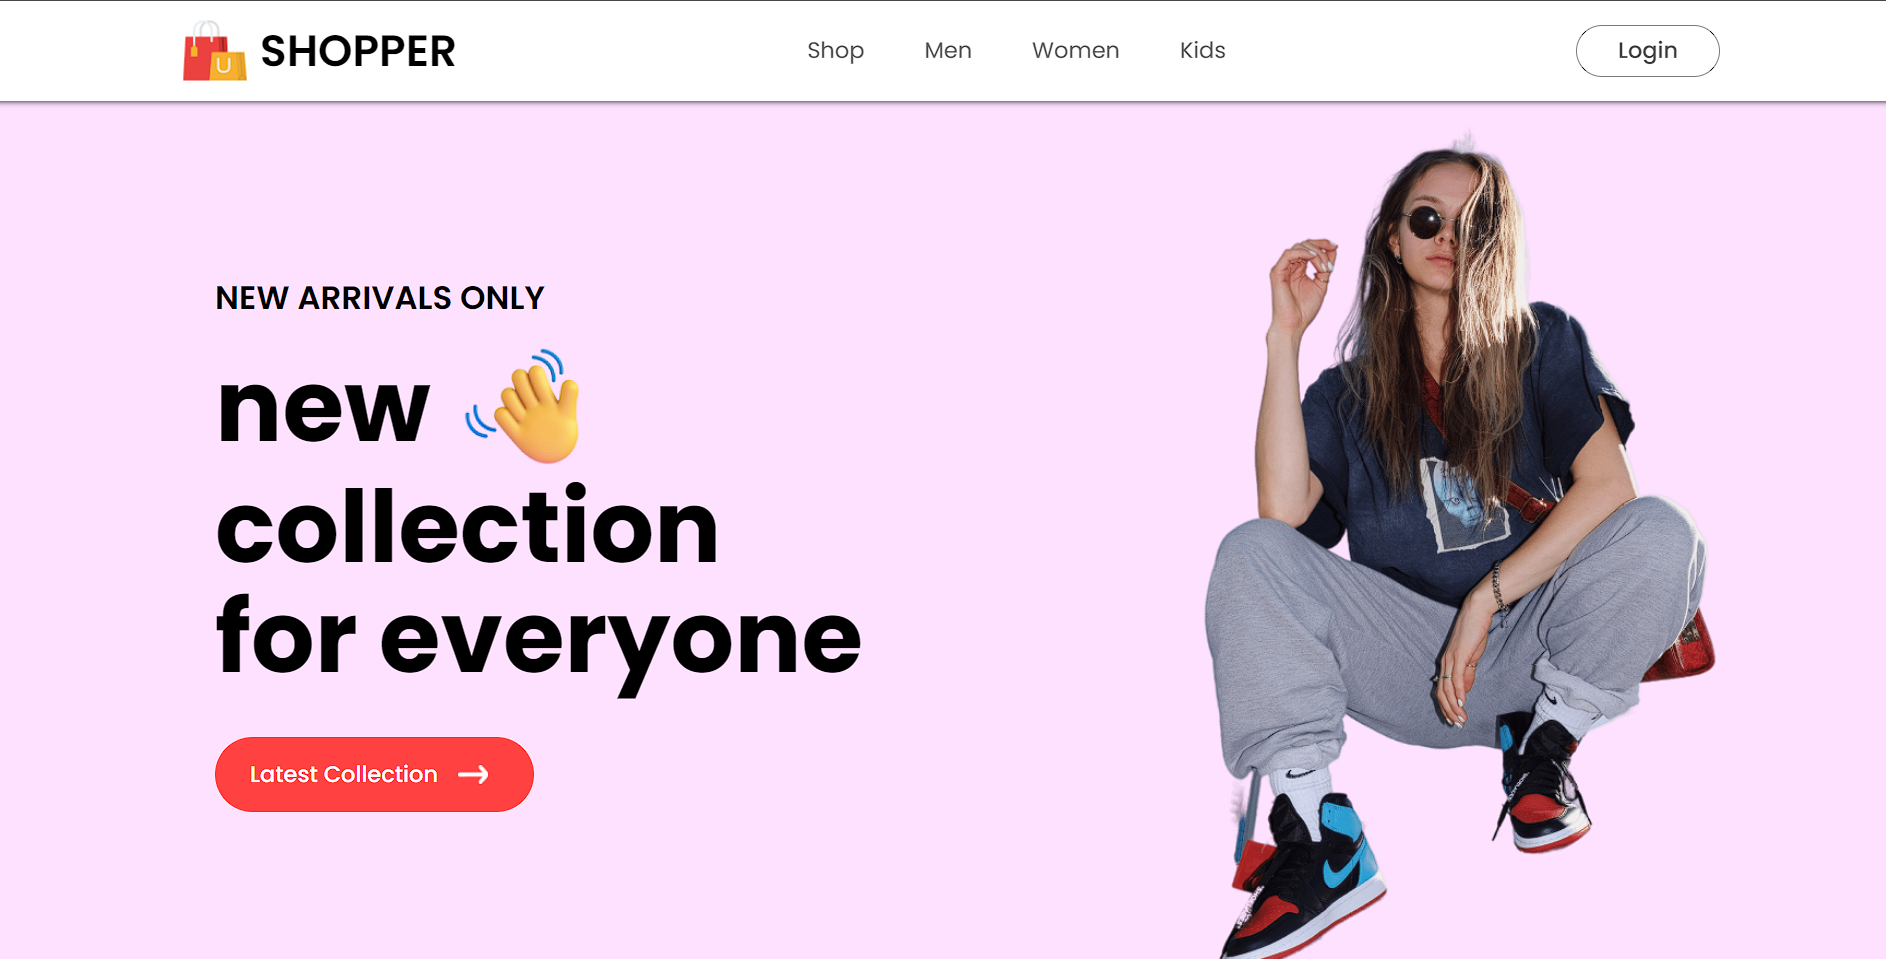 SHOPPER
Shop Men Women Kids
Login
NEW ARRIVALS ONLY
new
collection
for everyone
Latest Collection